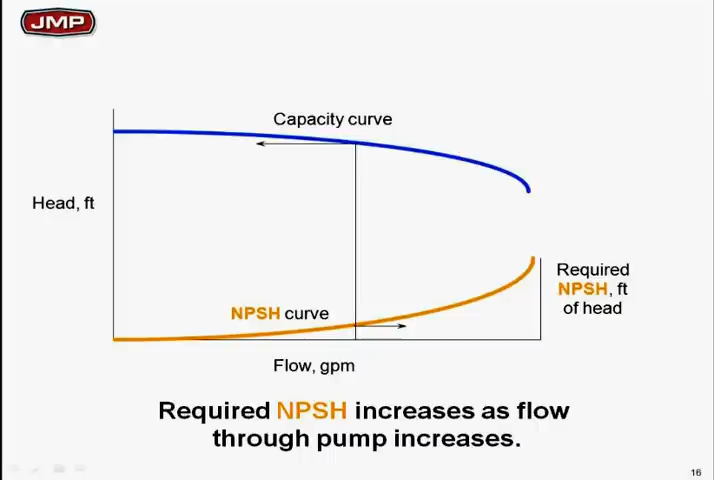 JMP
Capacity curve
Head, ft
Required
NPSH, ft
of head
NPSH curve
Flow, gpm
Required NPSH increases as flow
through pump increases.
16